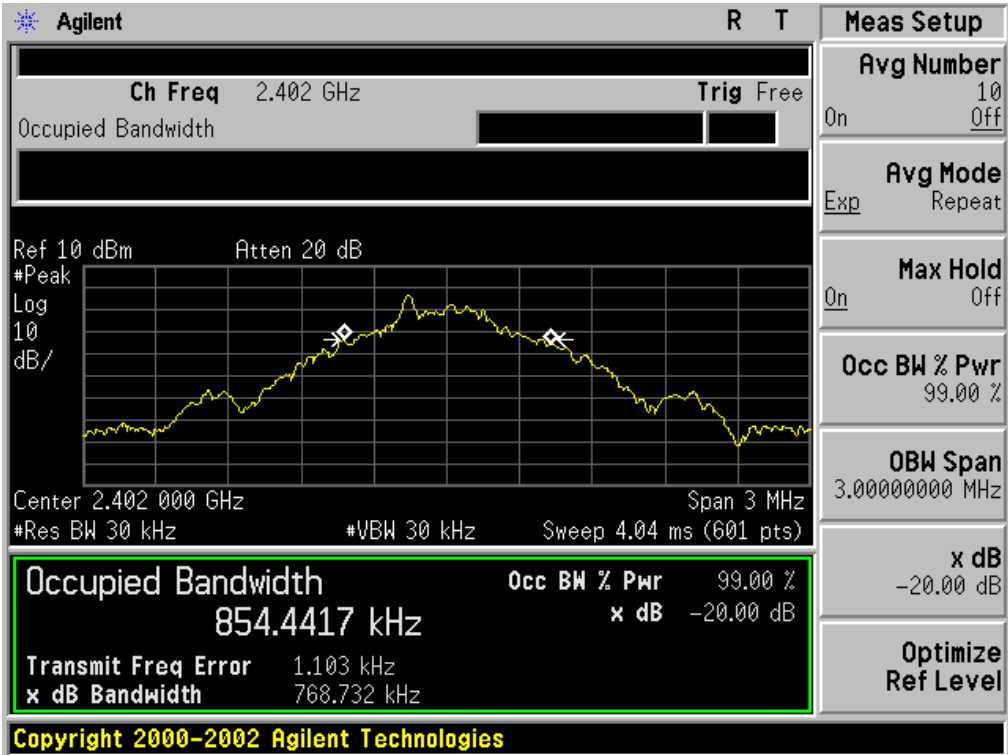 Agilent R T
Ch Freq 2.402 GHz Trig Free
Occupied Bandwidth
Ref 10 dBm Atten 20 dB
#Peak
Log
10
dB/
Center 2.402 000 GHz Span 3 MHz
#Res BW 30 kHz #VBW 30 kHz Sweep 4.04 ms (601 pts)
Occupied Bandwidth
854.4417 kHz
Occ BW % Pwr 99.00 %
x dB -20.00 dB
Transmit Freq Error 1.103 kHz
x dB Bandwidth 768.732 kHz
Copyright 2000-2002 Agilent Technologies
Meas Setup
Avg Number
10
On Off
Avg Mode
Exp Repeat
Max Hold
On Off
Occ BW % Pwr
99.00 %
OBW Span
3.00000000 MHz
x dB
-20.00 dB
Optimize
Ref Level